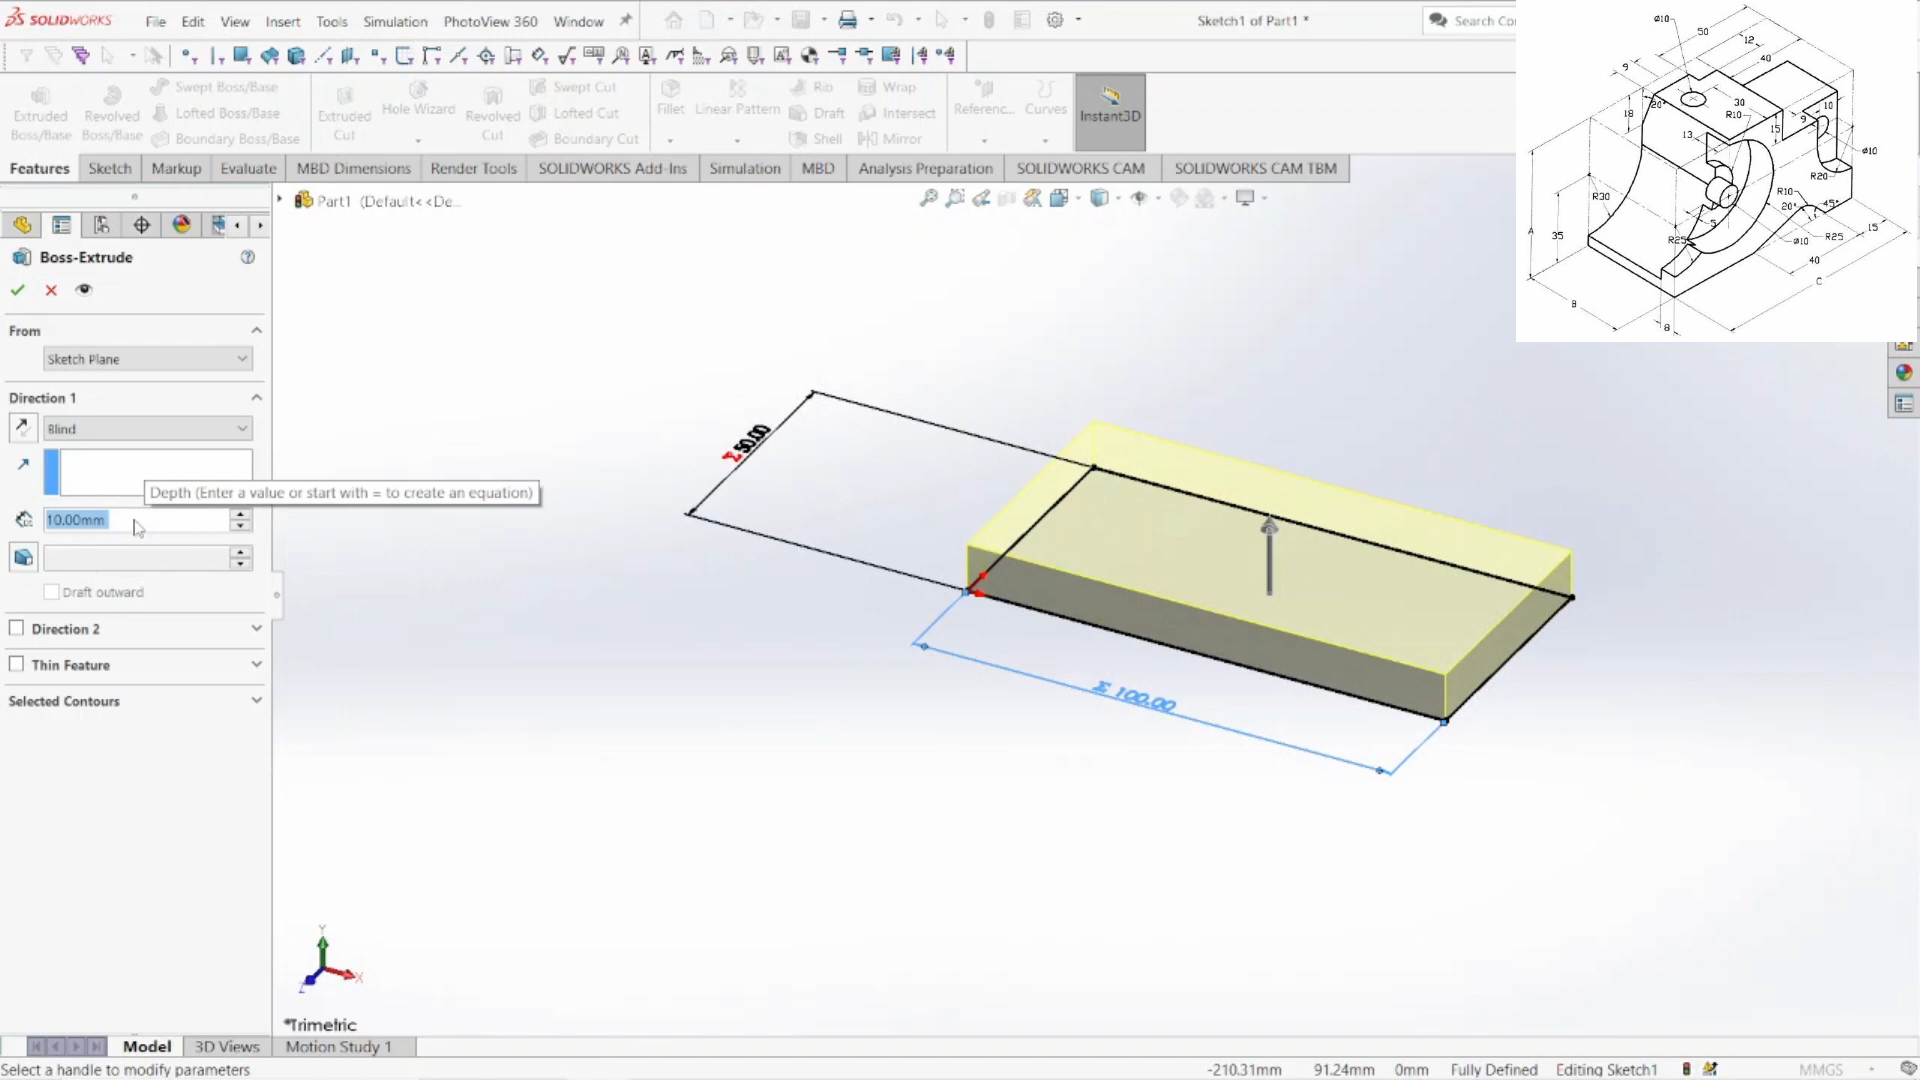 SOLIDWORKS File Edit View Insert Tools Simulation PhotoView 360 Window Sketch1 of Part1 * Search Co
Extruded Boss/Base
Revolved Boss/Base
Swept Boss/Base
Lofted Boss/Base
Boundary Boss/Base
Extruded Cut
Hole Wizard
Revolved Cut
Swept Cut
Lofted Cut
Boundary Cut
Fillet
Linear Pattern
Rib
Draft
Shell
Wrap
Intersect
Mirror
Referenc...
Curves
Instant3D
Features Sketch Markup Evaluate MBD Dimensions Render Tools SOLIDWORKS Add-Ins Simulation MBD Analysis Preparation SOLIDWORKS CAM SOLIDWORKS CAM TBM
Part1 (Default<<De...
Boss-Extrude
From
Sketch Plane
Direction 1
Blind
Depth (Enter a value or start with = to create an equation)
10.00mm
Draft outward
Direction 2
Thin Feature
Selected Contours
Σ 50.00
Σ 100.00
Ø10
50
12
40
9
20°
30
R10
10
18
9
15
13
Ø10
R20
R30
R10
20°
45°
5
A
35
R25
Ø10
R25
15
40
C
B
8
Y
X
Z
*Trimetric
Model 3D Views Motion Study 1
Select a handle to modify parameters -210.31mm 91.24mm 0mm Fully Defined Editing Sketch1 MMGS